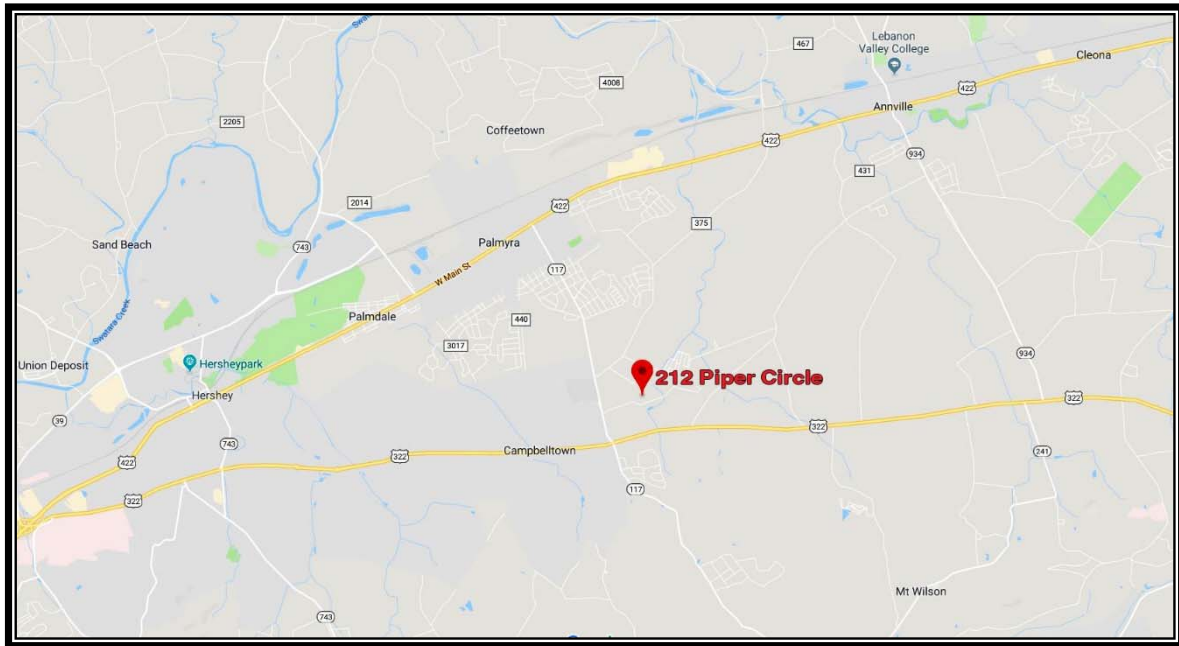 Lebanon
Valley College
467
Cleona
4008
422
Annville
2205
Coffeetown
422
934
431
2014
422
375
Sand Beach
743
Palmyra
W Main St
117
Swatara Creek
Palmdale
440
3017
934
Union Deposit
Hersheypark
212 Piper Circle
Hershey
322
39
322
743
Campbelltown
322
241
422
117
322
Mt Wilson
743